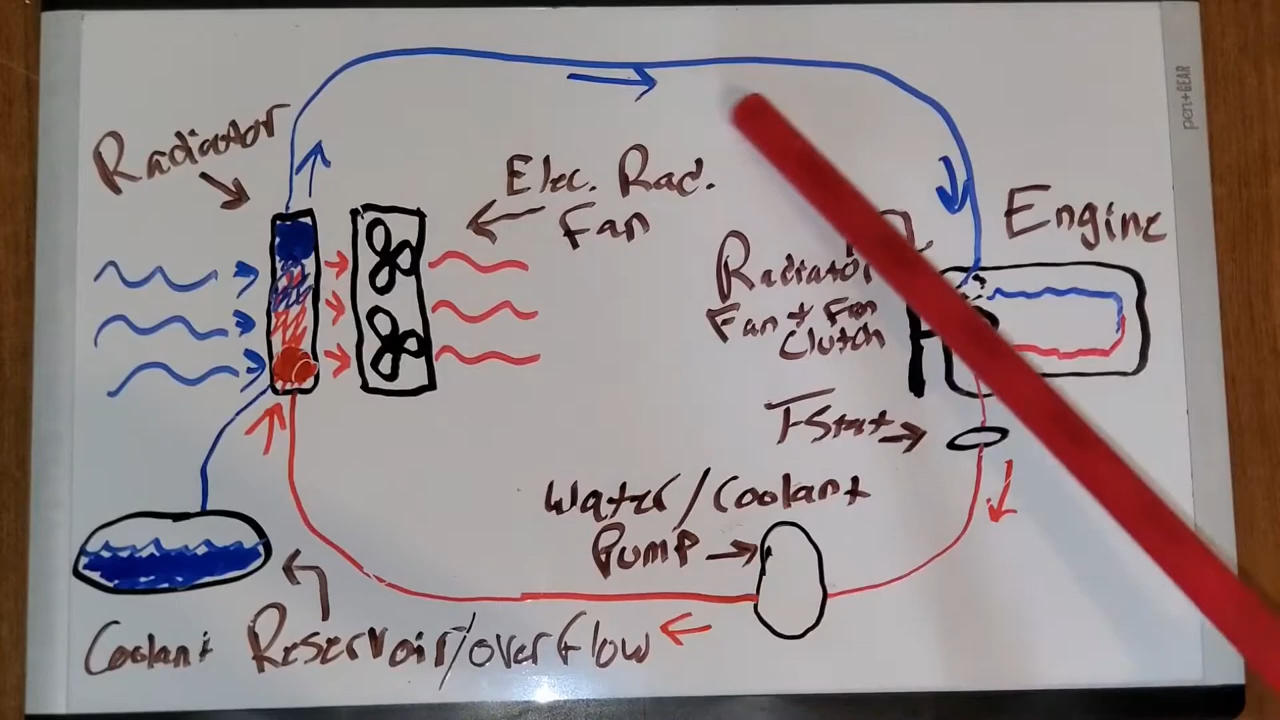 Radiator
Elec. Rad.
Fan
Engine
Radiator
Fan + Fan
Clutch
T-Stat
Water/Coolant
Pump
Coolant Reservoir/overflow
pen+GEAR